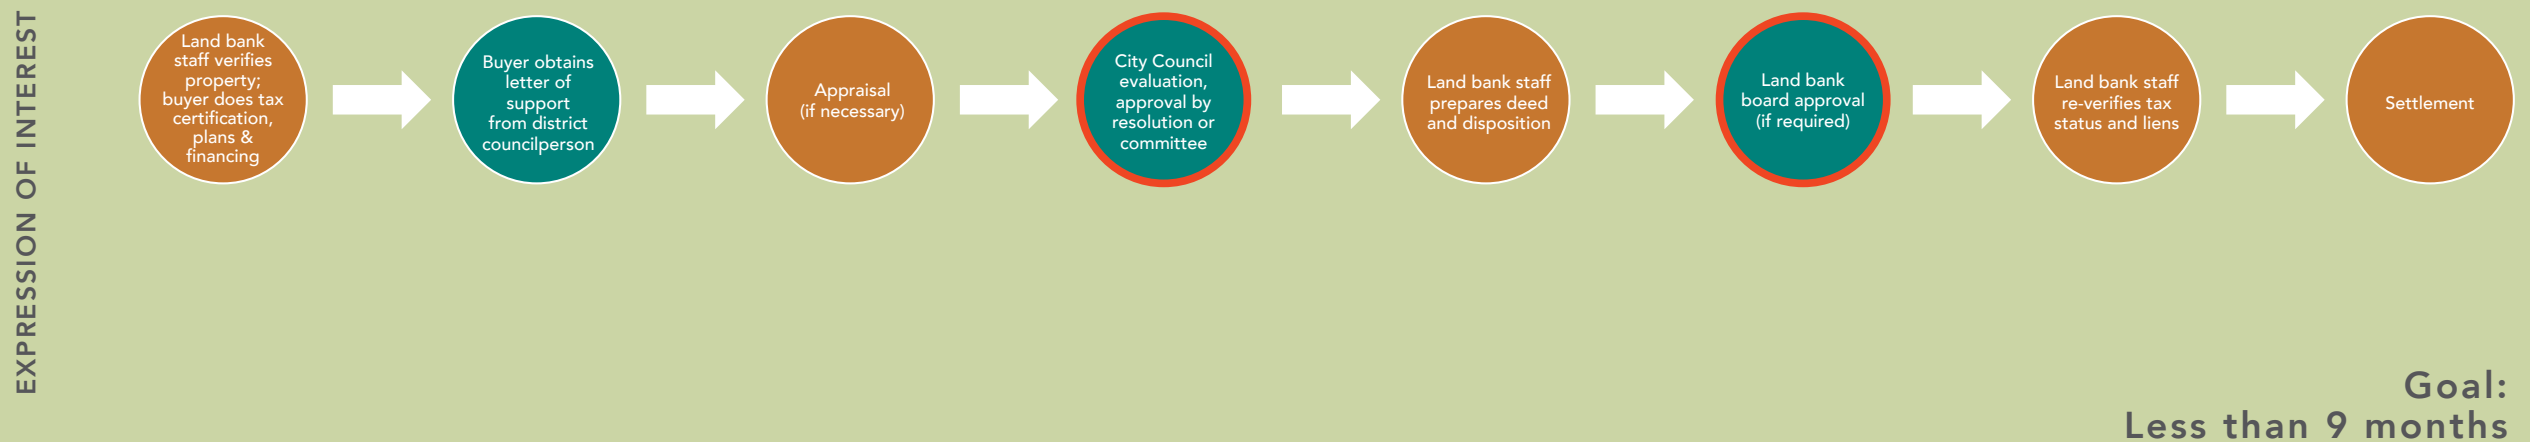 EXPRESSION OF INTEREST
Land bank
staff verifies
property;
buyer does tax
certification,
plans &
financing
Buyer obtains
letter of
support
from district
councilperson
Appraisal
(if necessary)
City Council
evaluation,
approval by
resolution or
committee
Land bank staff
prepares deed
and disposition
Land bank
board approval
(if required)
Land bank staff
re-verifies tax
status and liens
Settlement
Goal:
Less than 9 months